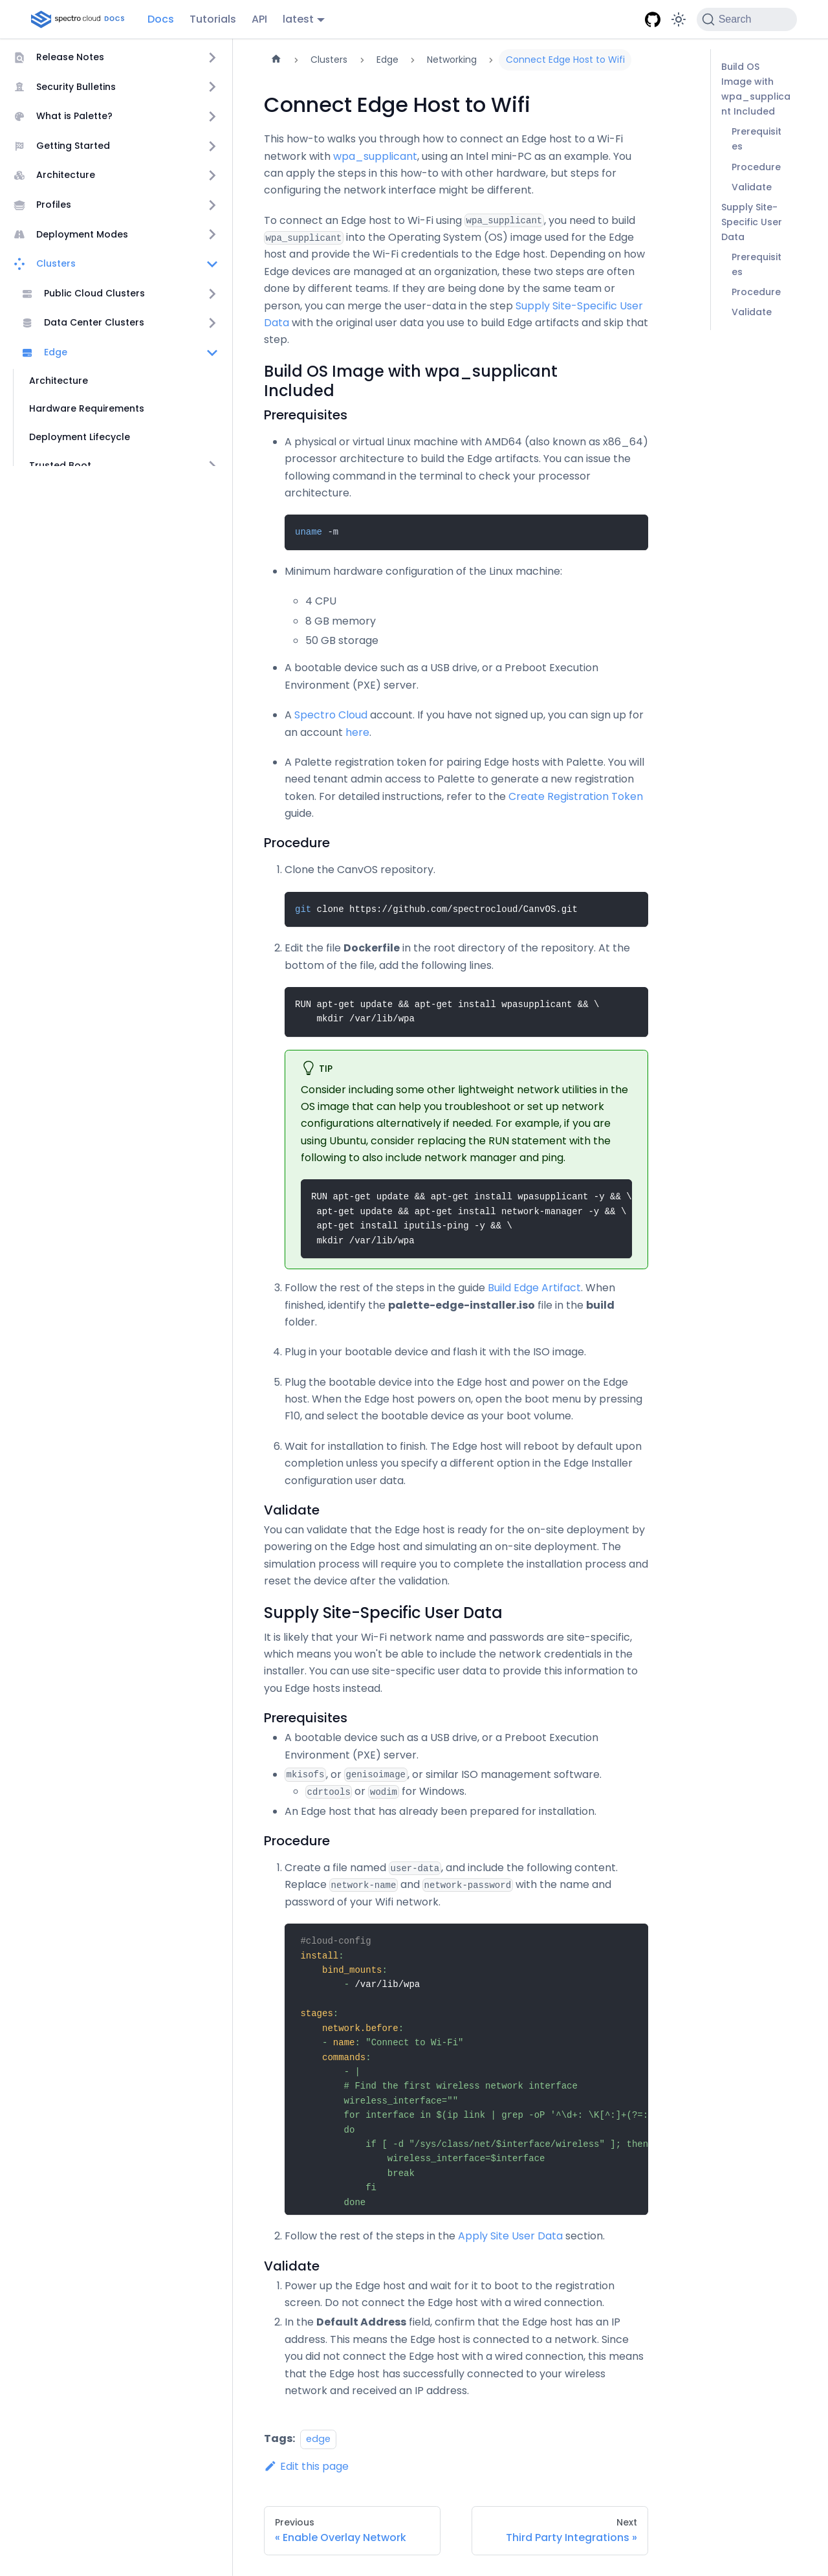 spectro cloud DOCS
Docs
Tutorials
API
latest
Search
Release Notes
Security Bulletins
What is Palette?
Getting Started
Architecture
Profiles
Deployment Modes
Clusters
Public Cloud Clusters
Data Center Clusters
Edge
Architecture
Hardware Requirements
Deployment Lifecycle
Trusted Boot
Clusters
Edge
Networking
Connect Edge Host to Wifi
Connect Edge Host to Wifi
This how-to walks you through how to connect an Edge host to a Wi-Fi
network with wpa_supplicant, using an Intel mini-PC as an example. You
can apply the steps in this how-to with other hardware, but steps for
configuring the network interface might be different.
To connect an Edge host to Wi-Fi using wpa_supplicant, you need to build
wpa_supplicant into the Operating System (OS) image used for the Edge
host and provide the Wi-Fi credentials to the Edge host. Depending on how
Edge devices are managed at an organization, these two steps are often
done by different teams. If they are being done by the same team or
person, you can merge the user-data in the step Supply Site-Specific User
Data with the original user data you use to build Edge artifacts and skip that
step.
Build OS Image with wpa_supplicant
Included
Prerequisites
A physical or virtual Linux machine with AMD64 (also known as x86_64)
processor architecture to build the Edge artifacts. You can issue the
following command in the terminal to check your processor
architecture.
uname -m
Minimum hardware configuration of the Linux machine:
4 CPU
8 GB memory
50 GB storage
A bootable device such as a USB drive, or a Preboot Execution
Environment (PXE) server.
A Spectro Cloud account. If you have not signed up, you can sign up for
an account here.
A Palette registration token for pairing Edge hosts with Palette. You will
need tenant admin access to Palette to generate a new registration
token. For detailed instructions, refer to the Create Registration Token
guide.
Procedure
1. Clone the CanvOS repository.
git clone https://github.com/spectrocloud/CanvOS.git
2. Edit the file Dockerfile in the root directory of the repository. At the
bottom of the file, add the following lines.
RUN apt-get update && apt-get install wpasupplicant && \
mkdir /var/lib/wpa
TIP
Consider including some other lightweight network utilities in the
OS image that can help you troubleshoot or set up network
configurations alternatively if needed. For example, if you are
using Ubuntu, consider replacing the RUN statement with the
following to also include network manager and ping.
RUN apt-get update && apt-get install wpasupplicant -y && \
apt-get update && apt-get install network-manager -y && \
apt-get install iputils-ping -y && \
mkdir /var/lib/wpa
3. Follow the rest of the steps in the guide Build Edge Artifact. When
finished, identify the palette-edge-installer.iso file in the build
folder.
4. Plug in your bootable device and flash it with the ISO image.
5. Plug the bootable device into the Edge host and power on the Edge
host. When the Edge host powers on, open the boot menu by pressing
F10, and select the bootable device as your boot volume.
6. Wait for installation to finish. The Edge host will reboot by default upon
completion unless you specify a different option in the Edge Installer
configuration user data.
Validate
You can validate that the Edge host is ready for the on-site deployment by
powering on the Edge host and simulating an on-site deployment. The
simulation process will require you to complete the installation process and
reset the device after the validation.
Supply Site-Specific User Data
It is likely that your Wi-Fi network name and passwords are site-specific,
which means you won't be able to include the network credentials in the
installer. You can use site-specific user data to provide this information to
you Edge hosts instead.
Prerequisites
A bootable device such as a USB drive, or a Preboot Execution
Environment (PXE) server.
mkisofs, or genisoimage, or similar ISO management software.
cdrtools or wodim for Windows.
An Edge host that has already been prepared for installation.
Procedure
1. Create a file named user-data, and include the following content.
Replace network-name and network-password with the name and
password of your Wifi network.
#cloud-config
install:
bind_mounts:
- /var/lib/wpa
stages:
network.before:
- name: "Connect to Wi-Fi"
commands:
- |
# Find the first wireless network interface
wireless_interface=""
for interface in $(ip link | grep -oP '^\d+: \K[^:]+(?=:
do
if [ -d "/sys/class/net/$interface/wireless" ]; then
wireless_interface=$interface
break
fi
done
2. Follow the rest of the steps in the Apply Site User Data section.
Validate
1. Power up the Edge host and wait for it to boot to the registration
screen. Do not connect the Edge host with a wired connection.
2. In the Default Address field, confirm that the Edge host has an IP
address. This means the Edge host is connected to a network. Since
you did not connect the Edge host with a wired connection, this means
that the Edge host has successfully connected to your wireless
network and received an IP address.
Tags: edge
Edit this page
Previous
« Enable Overlay Network
Next
Third Party Integrations »
Build OS
Image with
wpa_supplica
nt Included
Prerequisit
es
Procedure
Validate
Supply Site-
Specific User
Data
Prerequisit
es
Procedure
Validate